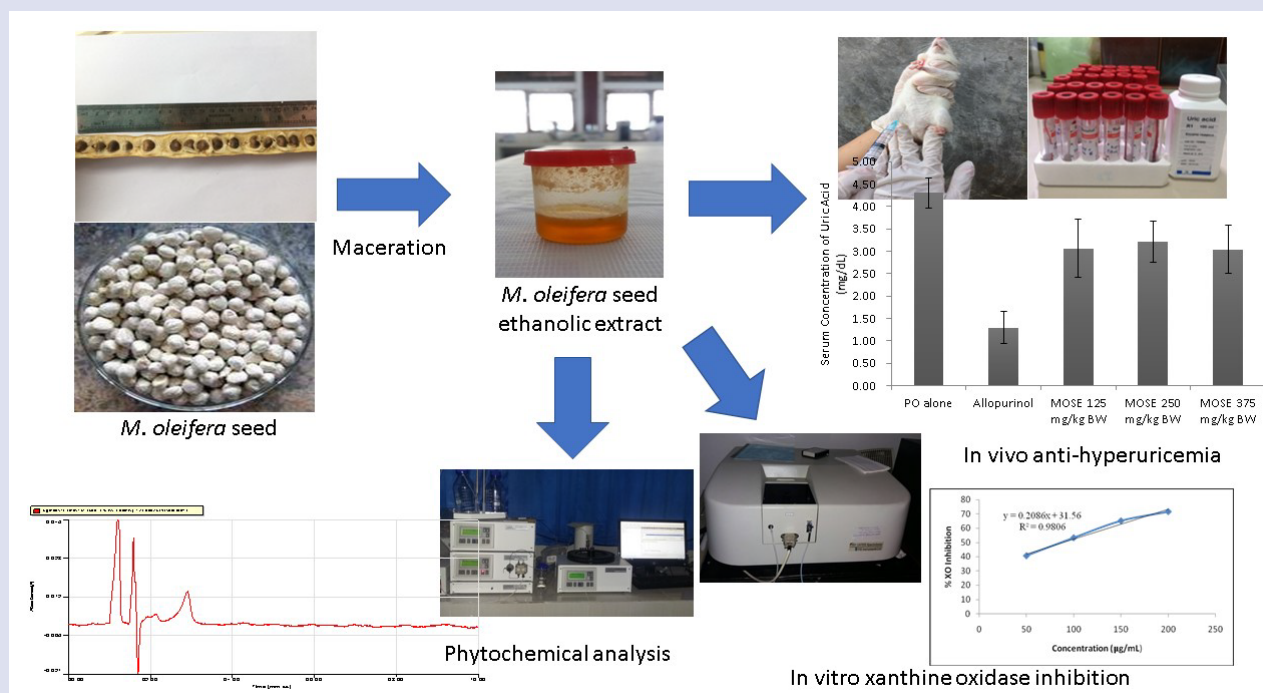 Maceration
M. oleifera seed
M. oleifera seed
ethanolic extract
Uric acid
R1
Serum Concentration of Uric Acid
(mg/dL)
5.00
4.50
4.00
3.50
3.00
2.50
2.00
1.50
1.00
0.50
0.00
PO alone
Allopurinol
MOSE 125
mg/kg BW
MOSE 250
mg/kg BW
MOSE 375
mg/kg BW
In vivo anti-hyperuricemia
Phytochemical analysis
% XO Inhibition
80
70
60
50
40
30
20
10
0
y = 0.2086x + 31.56
R² = 0.9806
0
50
100
150
200
250
Concentration (µg/mL)
In vitro xanthine oxidase inhibition